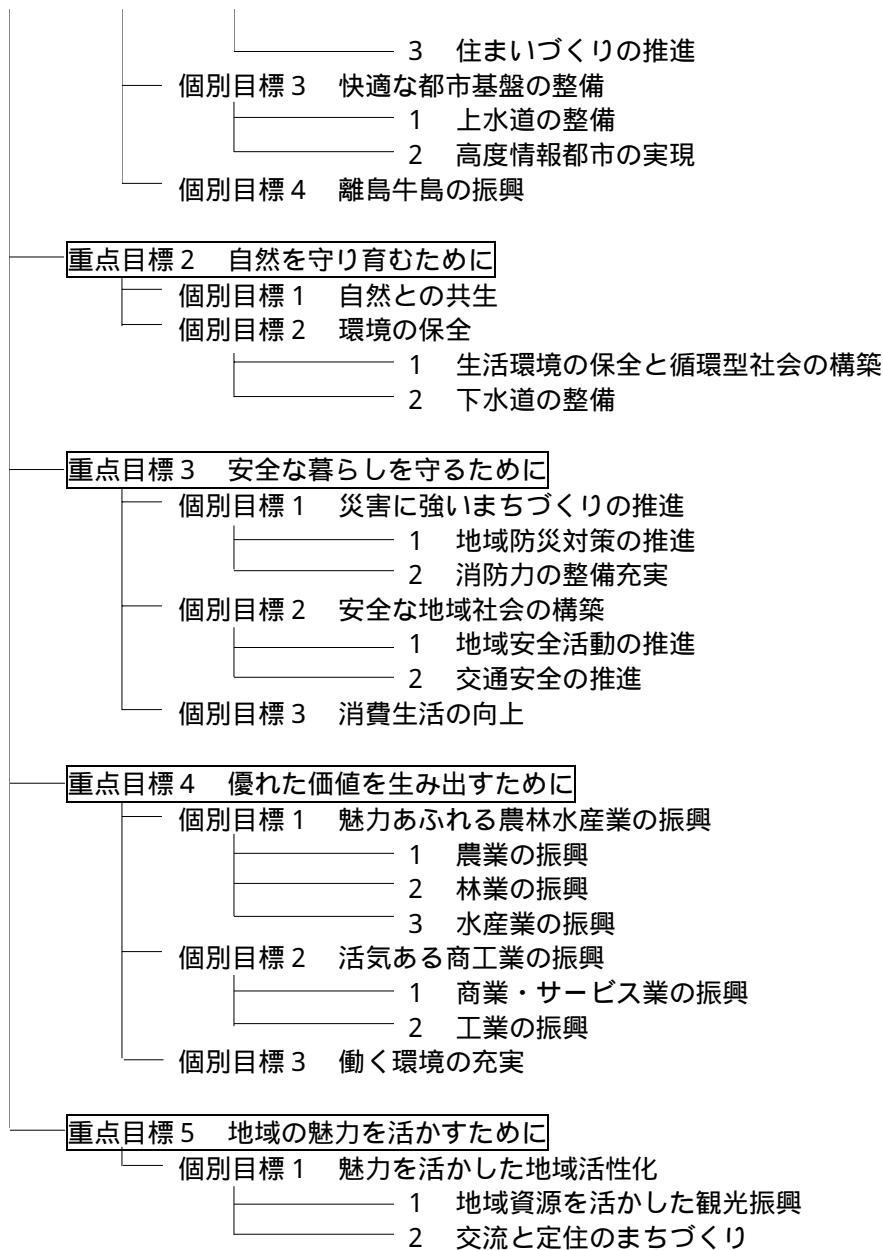 3 住まいづくりの推進
個別目標3 快適な都市基盤の整備
1 上水道の整備
2 高度情報都市の実現
個別目標4 離島牛島の振興
重点目標2 自然を守り育むために
個別目標1 自然との共生
個別目標2 環境の保全
1 生活環境の保全と循環型社会の構築
2 下水道の整備
重点目標3 安全な暮らしを守るために
個別目標1 災害に強いまちづくりの推進
1 地域防災対策の推進
2 消防力の整備充実
個別目標2 安全な地域社会の構築
1 地域安全活動の推進
2 交通安全の推進
個別目標3 消費生活の向上
重点目標4 優れた価値を生み出すために
個別目標1 魅力あふれる農林水産業の振興
1 農業の振興
2 林業の振興
3 水産業の振興
個別目標2 活気ある商工業の振興
1 商業・サービス業の振興
2 工業の振興
個別目標3 働く環境の充実
重点目標5 地域の魅力を活かすために
個別目標1 魅力を活かした地域活性化
1 地域資源を活かした観光振興
2 交流と定住のまちづくり